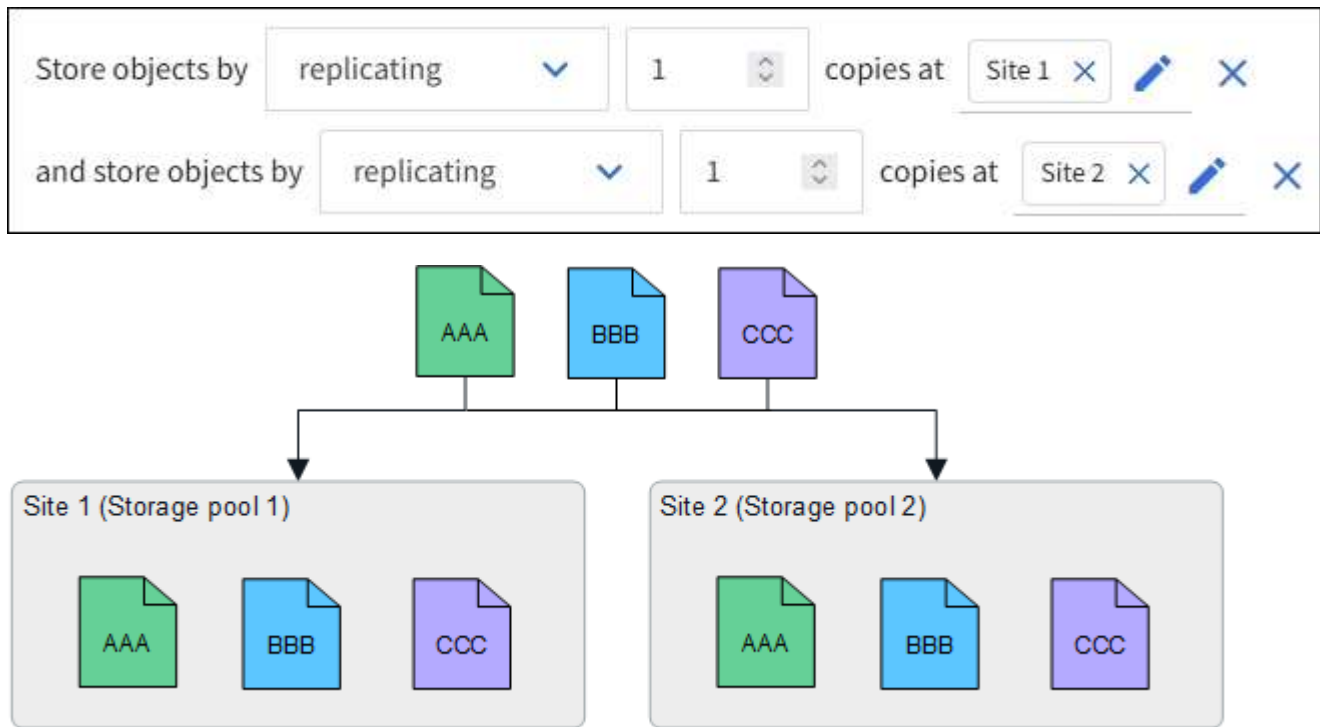 Store objects by replicating 1 copies at Site 1
and store objects by replicating 1 copies at Site 2
AAA BBB CCC
Site 1 (Storage pool 1) Site 2 (Storage pool 2)
AAA BBB CCC AAA BBB CCC